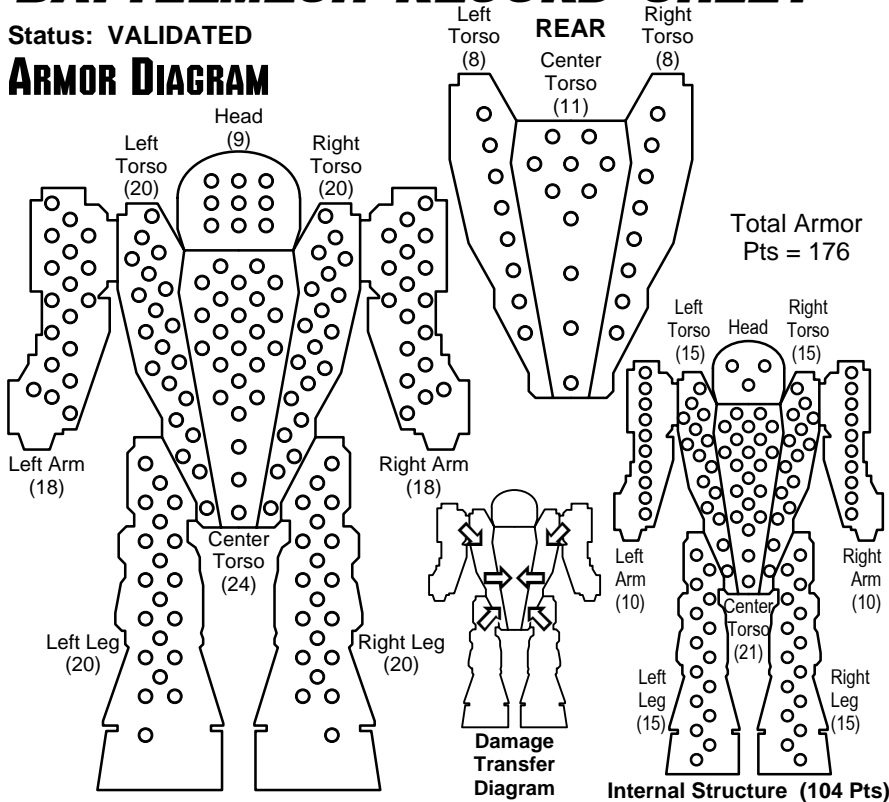 BATTLEMECH RECORD SHEET
Status: VALIDATED
ARMOR DIAGRAM
Head
(9)
Left
Torso
(20)
Right
Torso
(20)
Left Arm
(18)
Right Arm
(18)
Center
Torso
(24)
Left Leg
(20)
Right Leg
(20)
REAR
Left
Torso
(8)
Center
Torso
(11)
Right
Torso
(8)
Total Armor
Pts = 176
Left
Torso
(15)
Head
Right
Torso
(15)
Left
Arm
(10)
Right
Arm
(10)
Center
Torso
(21)
Left
Leg
(15)
Right
Leg
(15)
Damage
Transfer
Diagram
Internal Structure (104 Pts)